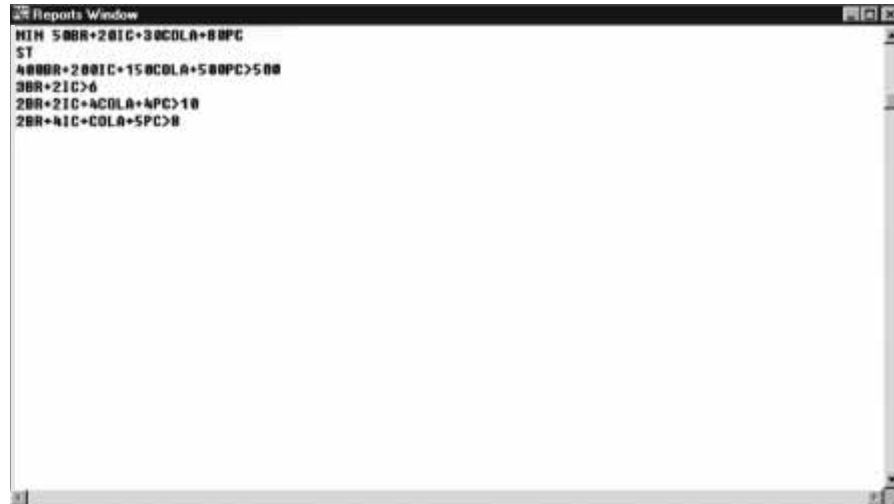 Reports Window
MIN 50BR+20IC+30COLA+80PC
ST
400BR+200IC+150COLA+500PC>500
3BR+2IC>6
2BR+2IC+4COLA+4PC>10
2BR+4IC+COLA+5PC>8